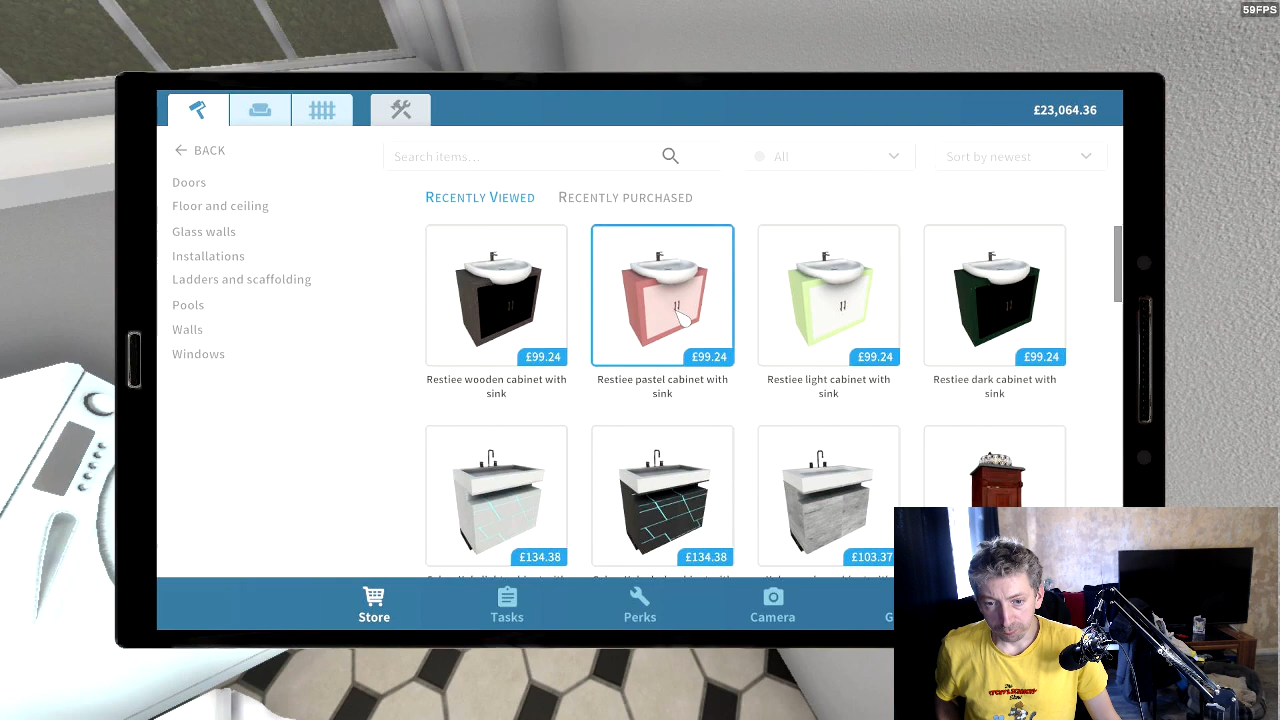 59FPS
£23,064.36
BACK
Search items...
All
Sort by newest
Doors
Floor and ceiling
Glass walls
Installations
Ladders and scaffolding
Pools
Walls
Windows
RECENTLY VIEWED
RECENTLY PURCHASED
£99.24
£99.24
£99.24
£99.24
Restiee wooden cabinet with
sink
Restiee pastel cabinet with
sink
Restiee light cabinet with
sink
Restiee dark cabinet with
sink
£134.38
£134.38
£103.37
Store
Tasks
Perks
Camera
G